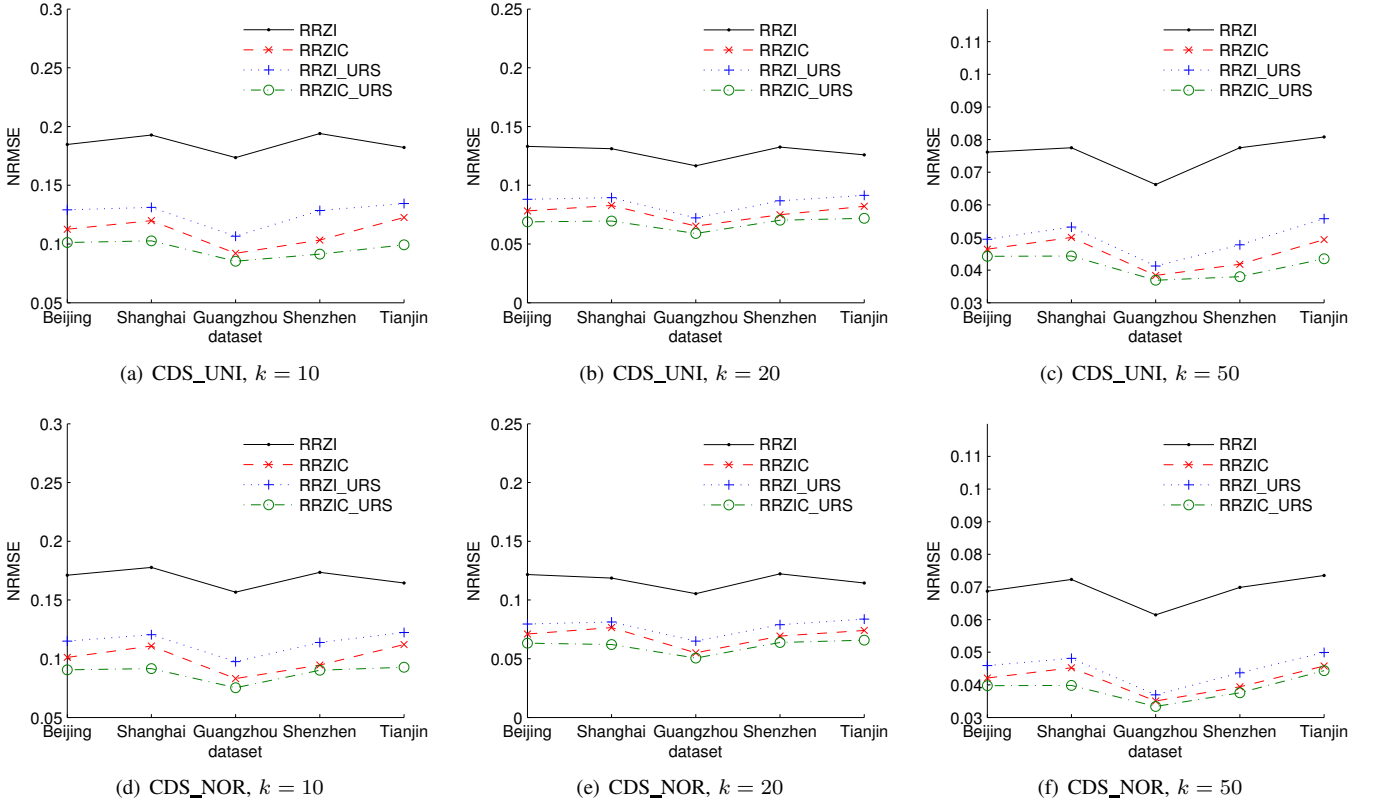 0.3
0.25
0.2
0.15
0.1
0.05
NRMSE
RRZI
RRZIC
RRZI_URS
RRZIC_URS
Beijing Shanghai Guangzhou Shenzhen Tianjin
dataset
(a) CDS_UNI, k = 10
0.25
0.2
0.15
0.1
0.05
0
NRMSE
RRZI
RRZIC
RRZI_URS
RRZIC_URS
Beijing Shanghai Guangzhou Shenzhen Tianjin
dataset
(b) CDS_UNI, k = 20
0.11
0.1
0.09
0.08
0.07
0.06
0.05
0.04
0.03
NRMSE
RRZI
RRZIC
RRZI_URS
RRZIC_URS
Beijing Shanghai Guangzhou Shenzhen Tianjin
dataset
(c) CDS_UNI, k = 50
0.3
0.25
0.2
0.15
0.1
0.05
NRMSE
RRZI
RRZIC
RRZI_URS
RRZIC_URS
Beijing Shanghai Guangzhou Shenzhen Tianjin
dataset
(d) CDS_NOR, k = 10
0.25
0.2
0.15
0.1
0.05
0
NRMSE
RRZI
RRZIC
RRZI_URS
RRZIC_URS
Beijing Shanghai Guangzhou Shenzhen Tianjin
dataset
(e) CDS_NOR, k = 20
0.11
0.1
0.09
0.08
0.07
0.06
0.05
0.04
0.03
NRMSE
RRZI
RRZIC
RRZI_URS
RRZIC_URS
Beijing Shanghai Guangzhou Shenzhen Tianjin
dataset
(f) CDS_NOR, k = 50